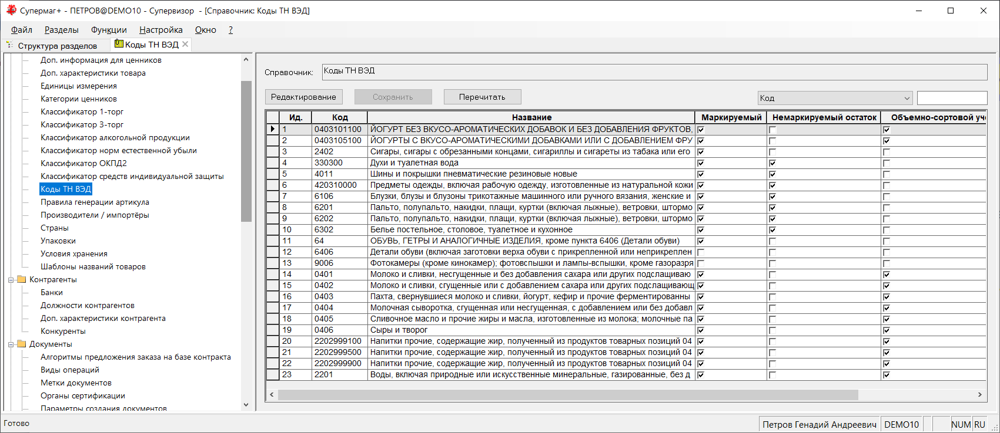 Супермаг+ - ПЕТРОВ@DEMO10 - Супервизор - [Справочник: Коды ТН ВЭД]
Файл Разделы Функции Настройка Окно ?
Структура разделов Коды ТН ВЭД
Доп. информация для ценников
Доп. характеристики товара
Единицы измерения
Категории ценников
Классификатор 1-торг
Классификатор 3-торг
Классификатор алкогольной продукции
Классификатор норм естественной убыли
Классификатор ОКПД2
Классификатор средств индивидуальной защиты
Коды ТН ВЭД
Правила генерации артикула
Производители / импортёры
Страны
Упаковки
Условия хранения
Шаблоны названий товаров
Контрагенты
Банки
Должности контрагентов
Доп. характеристики контрагента
Конкуренты
Документы
Алгоритмы предложения заказа на базе контракта
Виды операций
Метки документов
Органы сертификации
Параметры создания документов
Справочник: Коды ТН ВЭД
Редактирование Сохранить Перечитать Код
Ид. Код Название Маркируемый Немаркируемый остаток Объемно-сортовой уче
1 0403101100 ЙОГУРТ БЕЗ ВКУСО-АРОМАТИЧЕСКИХ ДОБАВОК И БЕЗ ДОБАВЛЕНИЯ ФРУКТОВ,
2 0403105100 ЙОГУРТЫ С ВКУСО-АРОМАТИЧЕСКИМИ ДОБАВКАМИ ИЛИ С ДОБАВЛЕНИЕМ ФРУ
3 2402 Сигары, сигары с обрезанными концами, сигариллы и сигареты из табака или его
4 330300 Духи и туалетная вода
5 4011 Шины и покрышки пневматические резиновые новые
6 420310000 Предметы одежды, включая рабочую одежду, изготовленные из натуральной кожи
7 6106 Блузки, блузы и блузоны трикотажные машинного или ручного вязания, женские и
8 6201 Пальто, полупальто, накидки, плащи, куртки (включая лыжные), ветровки, штормо
9 6202 Пальто, полупальто, накидки, плащи, куртки (включая лыжные), ветровки, штормо
10 6302 Белье постельное, столовое, туалетное и кухонное
11 64 ОБУВЬ, ГЕТРЫ И АНАЛОГИЧНЫЕ ИЗДЕЛИЯ, кроме пункта 6406 (Детали обуви)
12 6406 Детали обуви (включая заготовки верха обуви с прикрепленной или неприкреплен
13 9006 Фотокамеры (кроме кинокамер); фотовспышки и лампы-вспышки, кроме газоразря
14 0401 Молоко и сливки, несгущенные и без добавления сахара или других подслащиваю
15 0402 Молоко и сливки, сгущенные или с добавлением сахара или других подслащивающ
16 0403 Пахта, свернувшиеся молоко и сливки, йогурт, кефир и прочие ферментированны
17 0404 Молочная сыворотка, сгущенная или несгущенная, с добавлением или без добавл
18 0405 Сливочное масло и прочие жиры и масла, изготовленные из молока; молочные па
19 0406 Сыры и творог
20 2202999100 Напитки прочие, содержащие жир, полученный из продуктов товарных позиций 04
21 2202999500 Напитки прочие, содержащие жир, полученный из продуктов товарных позиций 04
22 2202999900 Напитки прочие, содержащие жир, полученный из продуктов товарных позиций 04
23 2201 Воды, включая природные или искусственные минеральные, газированные, без д
Готово Петров Генадий Андреевич DEMO10 NUM RU